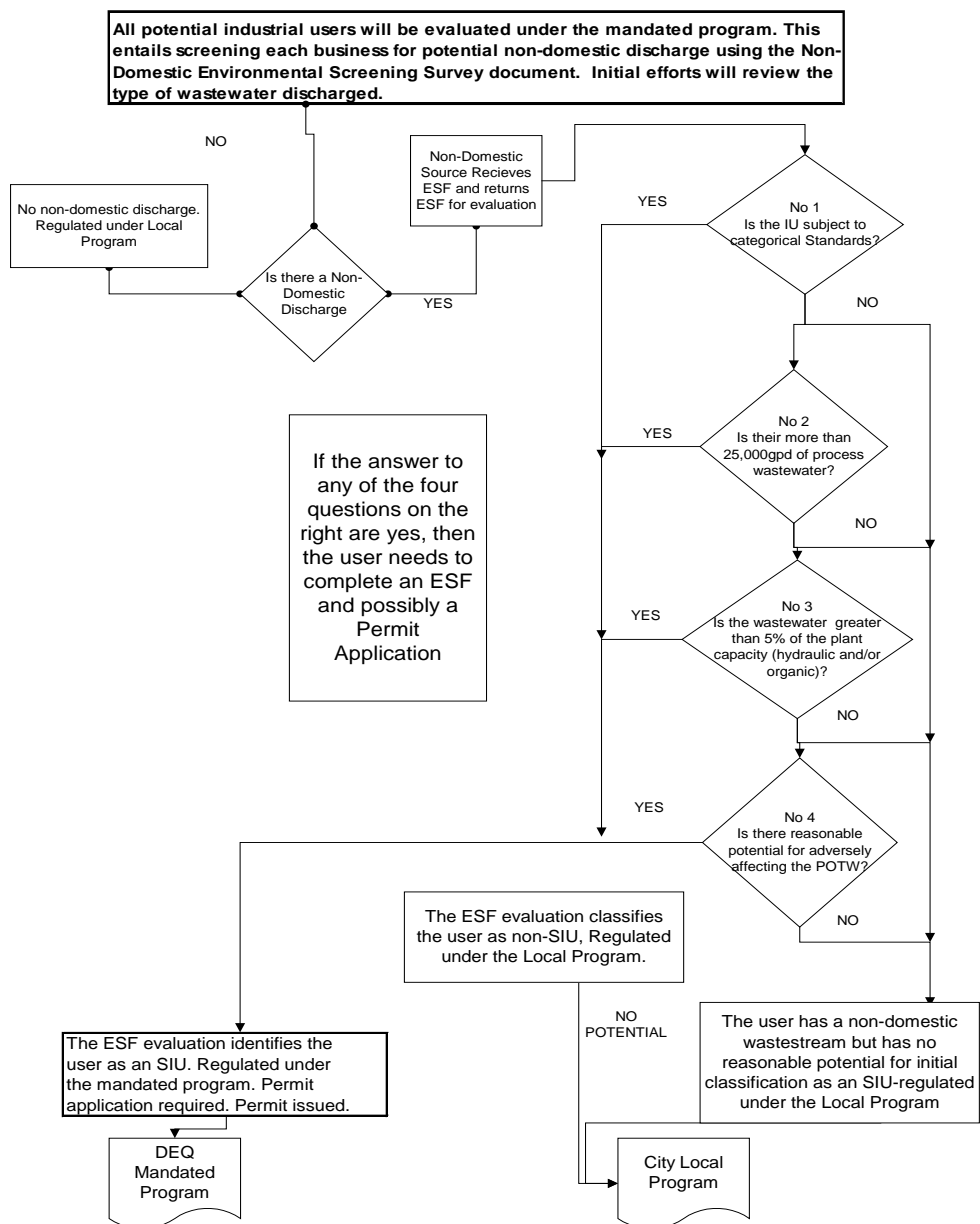 All potential industrial users will be evaluated under the mandated program. This
entails screening each business for potential non-domestic discharge using the Non-
Domestic Environmental Screening Survey document.  Initial efforts will review the
type of wastewater discharged.
NO
Non-Domestic
Source Recieves
ESF and returns
ESF for evaluation
No non-domestic discharge.
Regulated under Local
Program
Is there a Non-
Domestic
Discharge
YES
YES
No 1
Is the IU subject to
categorical Standards?
NO
If the answer to
any of the four
questions on the
right are yes, then
the user needs to
complete an ESF
and possibly a
Permit
Application
YES
No 2
Is their more than
25,000gpd of process
wastewater?
NO
YES
No 3
Is the wastewater  greater
than 5% of the plant
capacity (hydraulic and/or
organic)?
NO
YES
No 4
Is there reasonable
potential for adversely
affecting the POTW?
NO
The ESF evaluation classifies
the user as non-SIU, Regulated
under the Local Program.
NO
POTENTIAL
The user has a non-domestic
wastestream but has no
reasonable potential for initial
classification as an SIU-regulated
under the Local Program
The ESF evaluation identifies the
user as an SIU. Regulated under
the mandated program. Permit
application required. Permit issued.
DEQ
Mandated
Program
City Local
Program